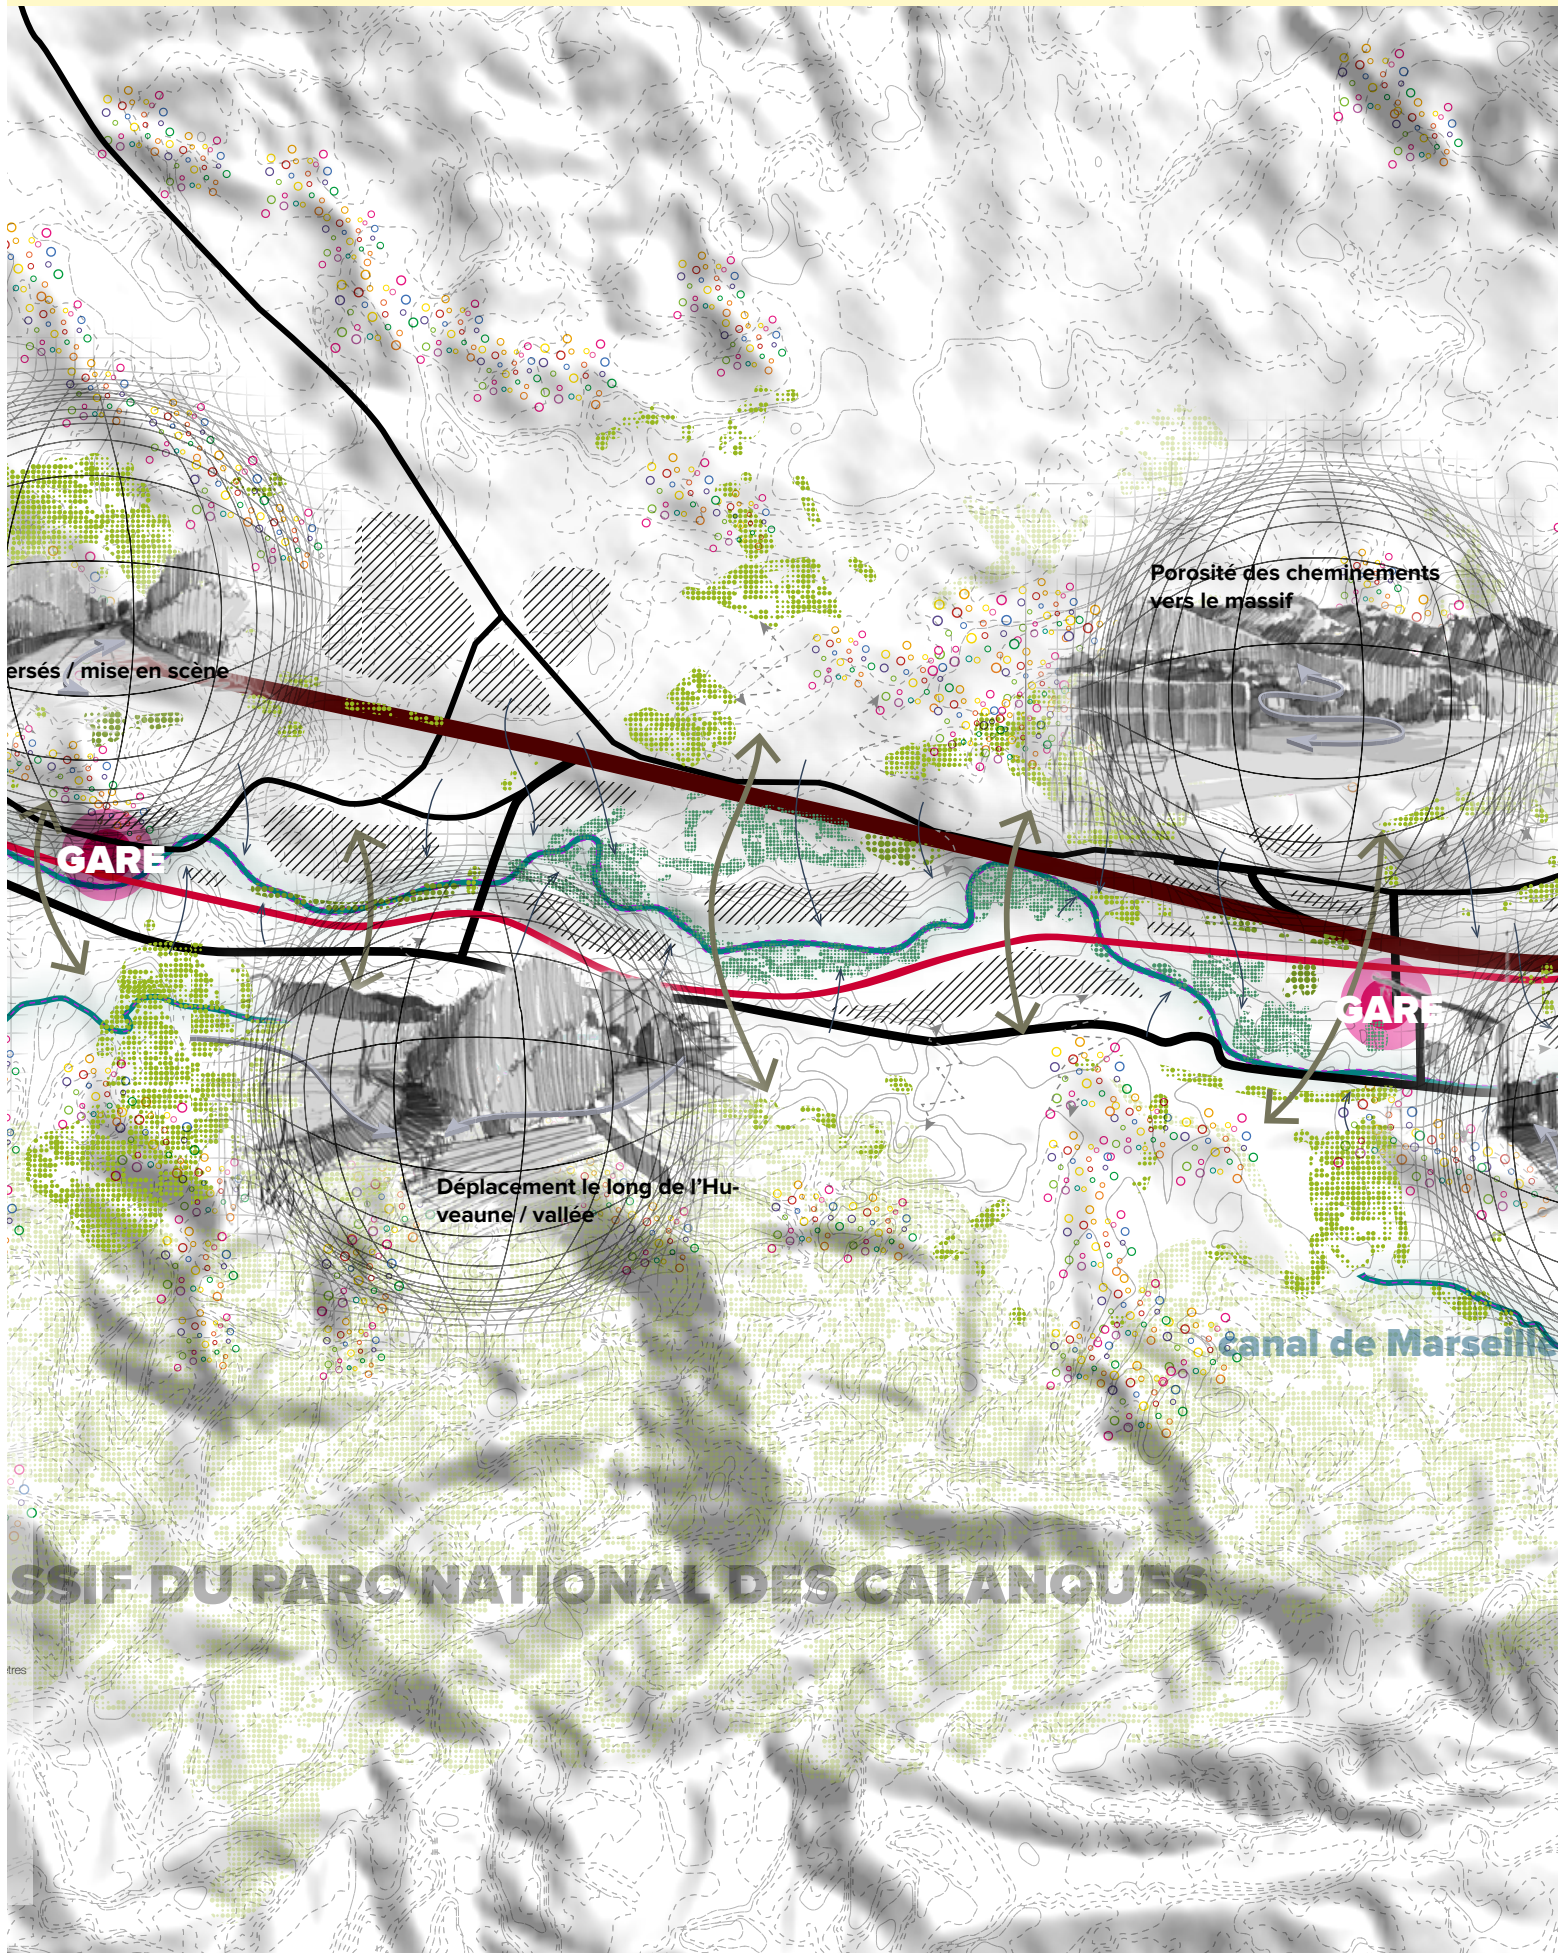 Porosité des cheminements
vers le massif
ersés / mise en scène
GARE
GARE
Déplacement le long de l'Hu-
veaune / vallée
canal de Marseille
SSIF DU PARC NATIONAL DES CALANQUES
ètres